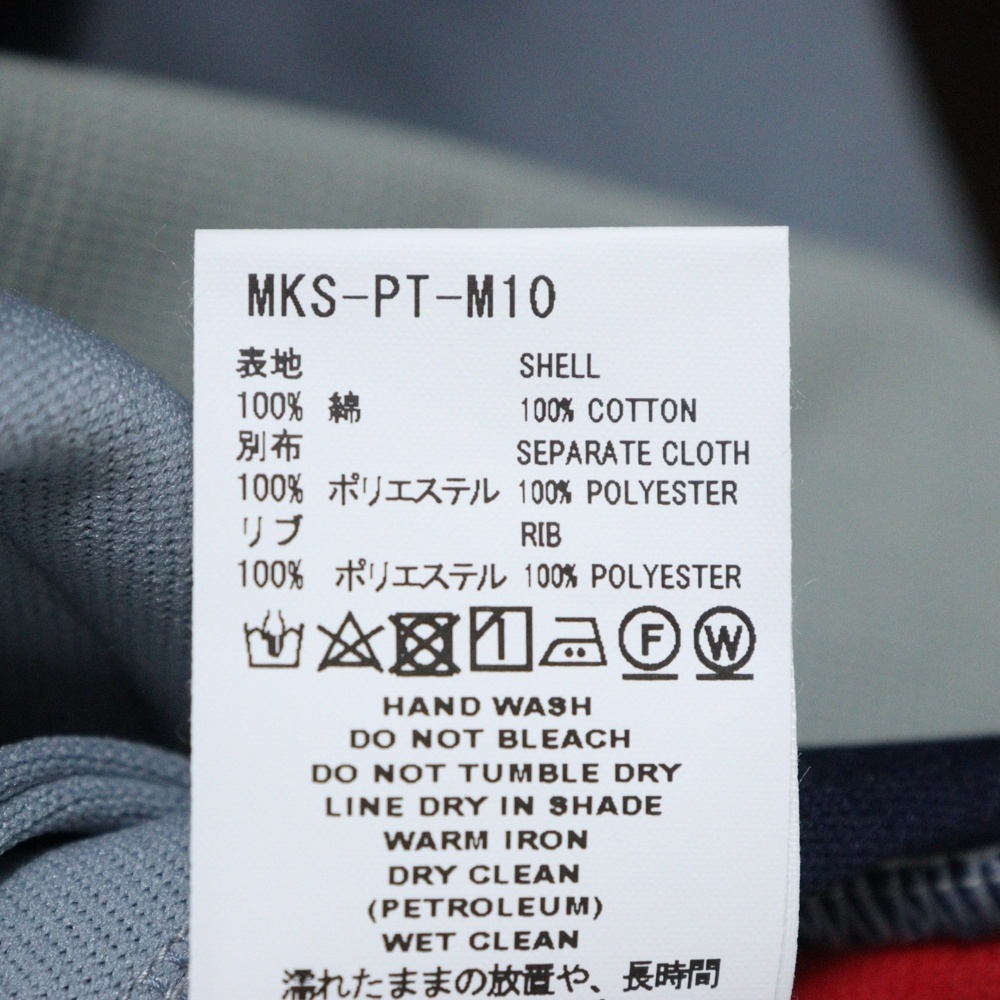 MKS-PT-M10
表地 SHELL
100% 綿 100% COTTON
別布 SEPARATE CLOTH
100% ポリエステル 100% POLYESTER
リブ RIB
100% ポリエステル 100% POLYESTER
F W
HAND WASH
DO NOT BLEACH
DO NOT TUMBLE DRY
LINE DRY IN SHADE
WARM IRON
DRY CLEAN
(PETROLEUM)
WET CLEAN
濡れたままの放置や、長時間